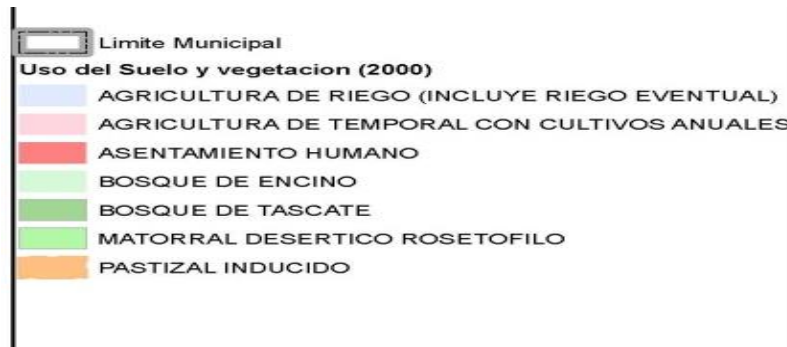 Limite Municipal
Uso del Suelo y vegetacion (2000)
AGRICULTURA DE RIEGO (INCLUYE RIEGO EVENTUAL)
AGRICULTURA DE TEMPORAL CON CULTIVOS ANUALES
ASENTAMIENTO HUMANO
BOSQUE DE ENCINO
BOSQUE DE TASCATE
MATORRAL DESERTICO ROSETOFILO
PASTIZAL INDUCIDO